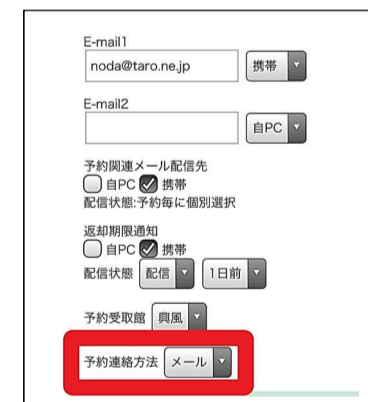 E-mail1
noda@taro.ne.jp 携帯
E-mail2
自PC
予約関連メール配信先
自PC 携帯
配信状態:予約毎に個別選択
返却期限通知
自PC 携帯
配信状態 配信 1日前
予約受取館 興風
予約連絡方法 メール